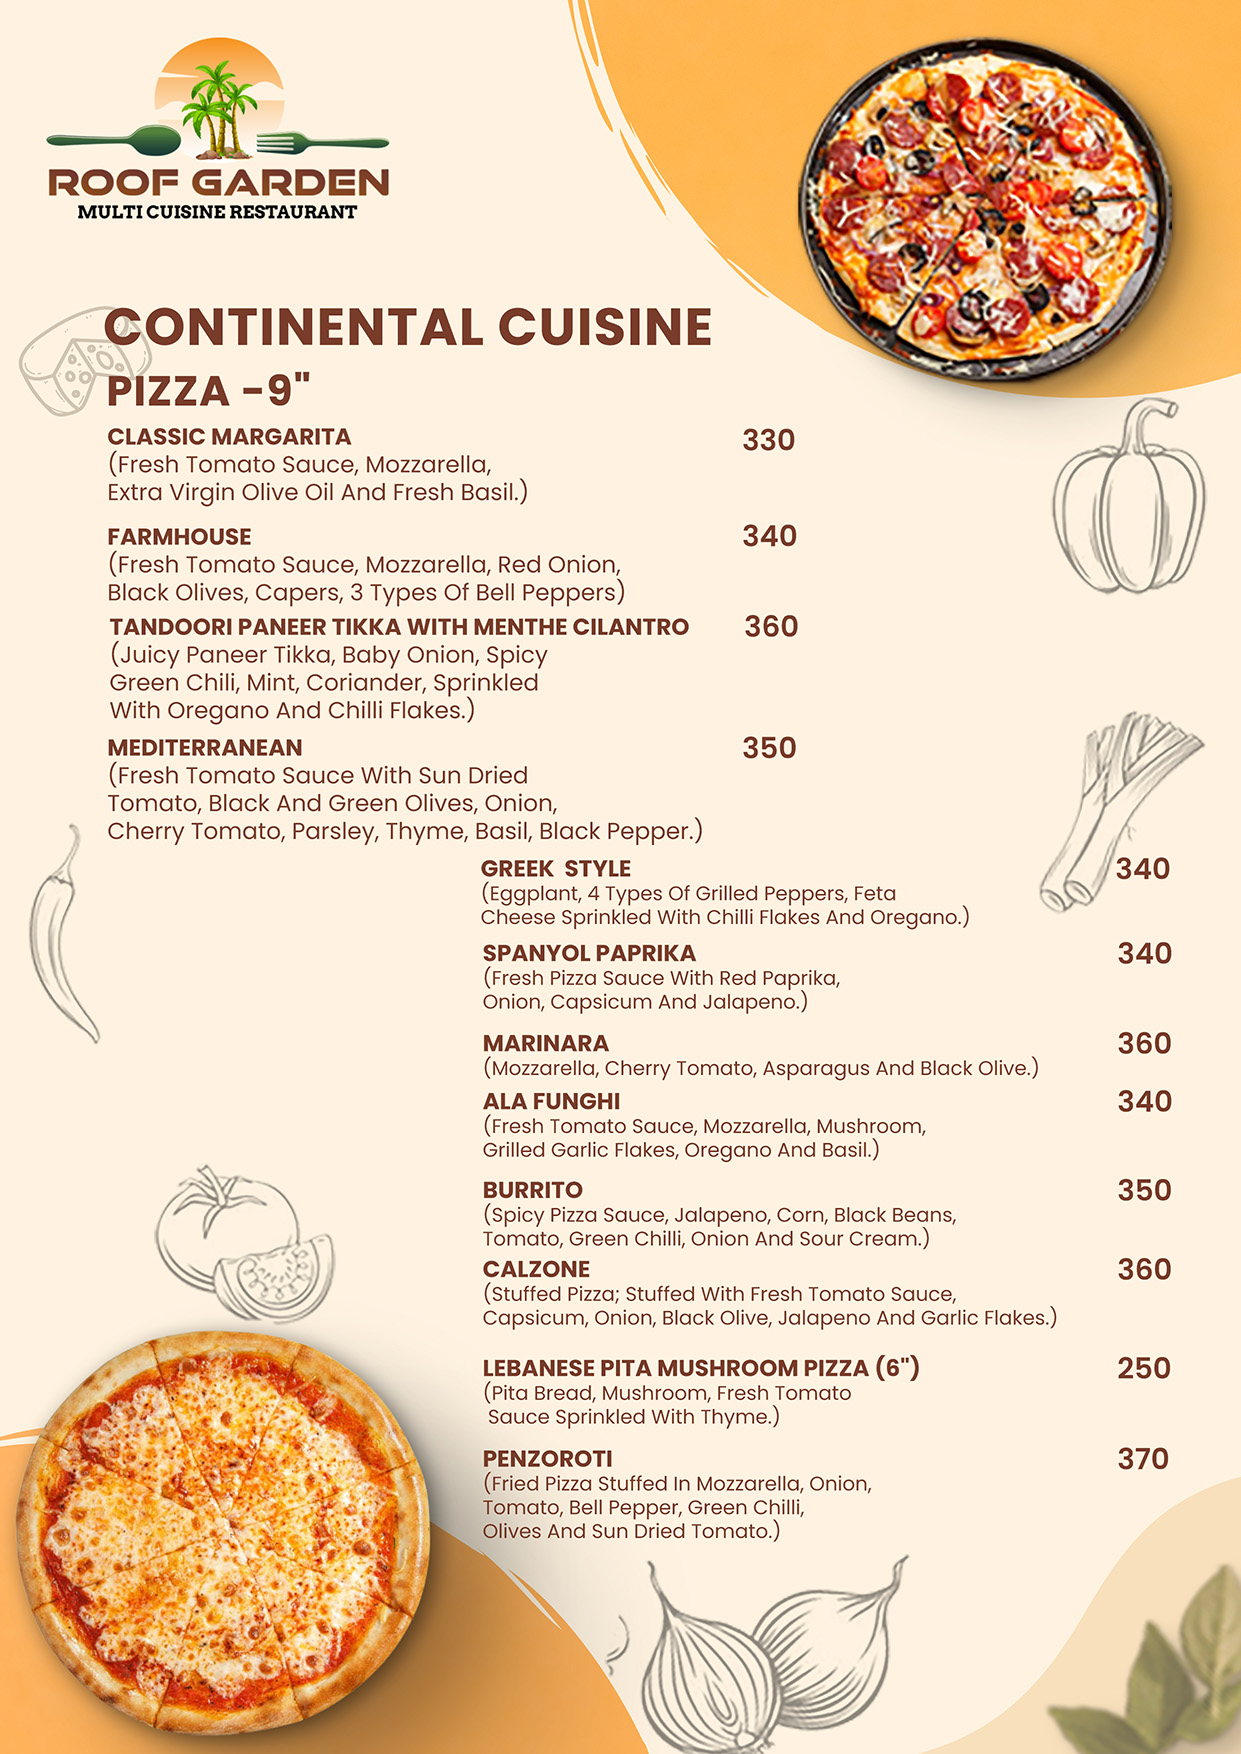 ROOF GARDEN
MULTI CUISINE RESTAURANT
CONTINENTAL CUISINE
PIZZA -9"
CLASSIC MARGARITA 330
(Fresh Tomato Sauce, Mozzarella,
Extra Virgin Olive Oil And Fresh Basil.)
FARMHOUSE 340
(Fresh Tomato Sauce, Mozzarella, Red Onion,
Black Olives, Capers, 3 Types Of Bell Peppers)
TANDOORI PANEER TIKKA WITH MENTHE CILANTRO 360
(Juicy Paneer Tikka, Baby Onion, Spicy
Green Chili, Mint, Coriander, Sprinkled
With Oregano And Chilli Flakes.)
MEDITERRANEAN 350
(Fresh Tomato Sauce With Sun Dried
Tomato, Black And Green Olives, Onion,
Cherry Tomato, Parsley, Thyme, Basil, Black Pepper.)
GREEK STYLE 340
(Eggplant, 4 Types Of Grilled Peppers, Feta
Cheese Sprinkled With Chilli Flakes And Oregano.)
SPANYOL PAPRIKA 340
(Fresh Pizza Sauce With Red Paprika,
Onion, Capsicum And Jalapeno.)
MARINARA 360
(Mozzarella, Cherry Tomato, Asparagus And Black Olive.)
ALA FUNGHI 340
(Fresh Tomato Sauce, Mozzarella, Mushroom,
Grilled Garlic Flakes, Oregano And Basil.)
BURRITO 350
(Spicy Pizza Sauce, Jalapeno, Corn, Black Beans,
Tomato, Green Chilli, Onion And Sour Cream.)
CALZONE 360
(Stuffed Pizza; Stuffed With Fresh Tomato Sauce,
Capsicum, Onion, Black Olive, Jalapeno And Garlic Flakes.)
LEBANESE PITA MUSHROOM PIZZA (6") 250
(Pita Bread, Mushroom, Fresh Tomato
Sauce Sprinkled With Thyme.)
PENZOROTI 370
(Fried Pizza Stuffed In Mozzarella, Onion,
Tomato, Bell Pepper, Green Chilli,
Olives And Sun Dried Tomato.)